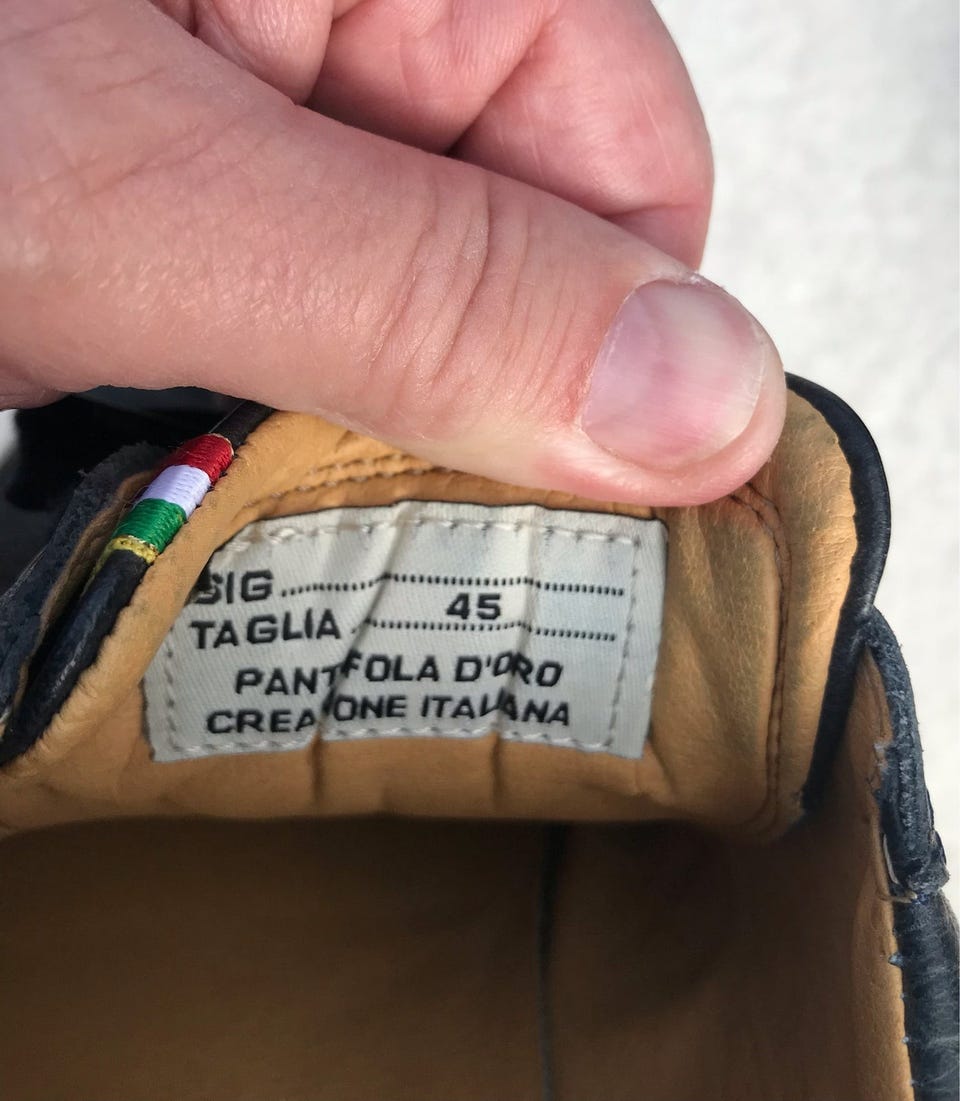 SIG
TAGLIA 45
PANTOFOLA D'ORO
CREAZIONE ITALIANA